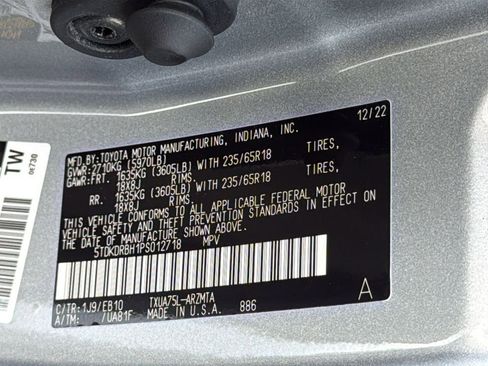 MFD.BY: TOYOTA MOTOR MANUFACTURING, INDIANA, INC. 12/22
GVWR: 2710KG (5970LB)
GAWR: FRT. 1635KG (3605LB) WITH 235/65R18 TIRES,
18X8J RIMS.
RR. 1635KG (3605LB) WITH 235/65R18 TIRES,
18X8J RIMS.
THIS VEHICLE CONFORMS TO ALL APPLICABLE FEDERAL MOTOR
VEHICLE SAFETY AND THEFT PREVENTION STANDARDS IN
EFFECT ON THE DATE OF MANUFACTURE SHOWN ABOVE.
5TDKDRBH1PS012718 MPV
C/TR: 1J9/EB10 TXUA75L-ARZMTA A
A/TM: /UA81F MADE IN U.S.A. 886
TW